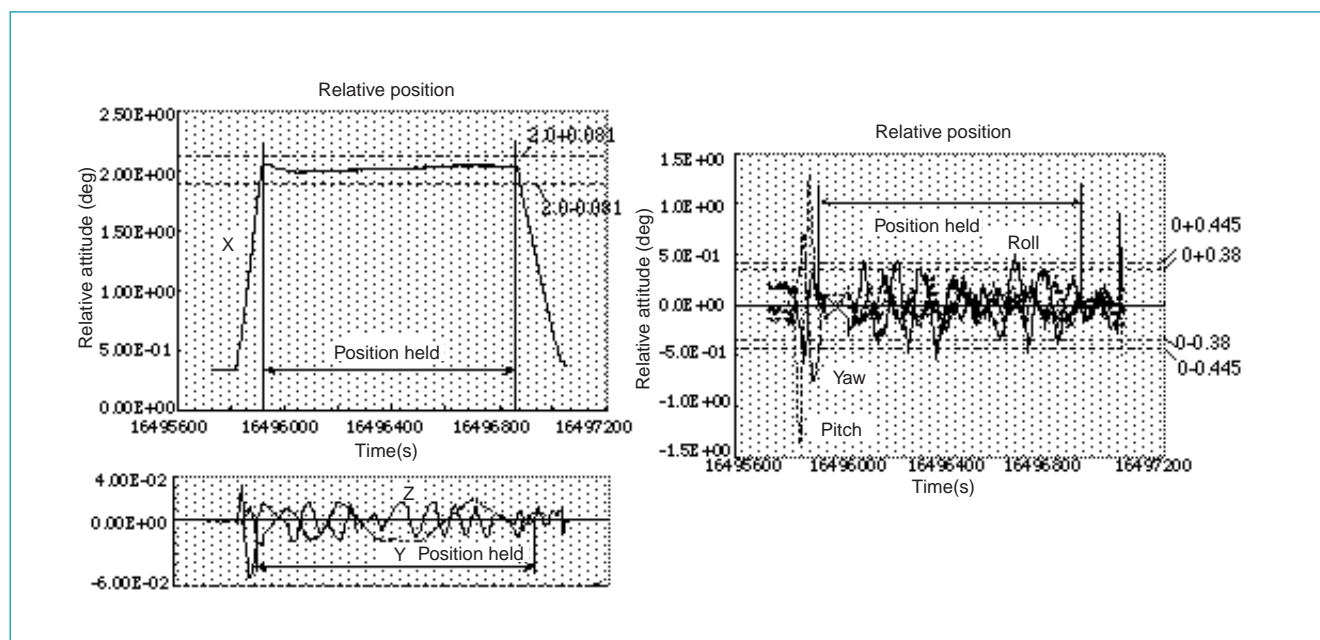 Relative position
2.50E+00
2.00E+00
1.50E+00
1.00E+00
5.00E-01
0.00E+00
Relative attitude (deg)
2.0+0.081
2.0-0.081
X
Position held
16495600 16496000 16496400 16496800 16497200
Time(s)
4.00E-02
0.00E+00
-6.00E-02
Z
Y Position held
Relative position
1.5E+00
1.0E+00
5.0E-01
0.0E+00
-5.0E-01
-1.0E+00
-1.5E+00
Relative attitude (deg)
Position held
Roll
0+0.445
0+0.38
0-0.38
0-0.445
Yaw
Pitch
16495600 16496000 16496400 16496800 16497200
Time(s)